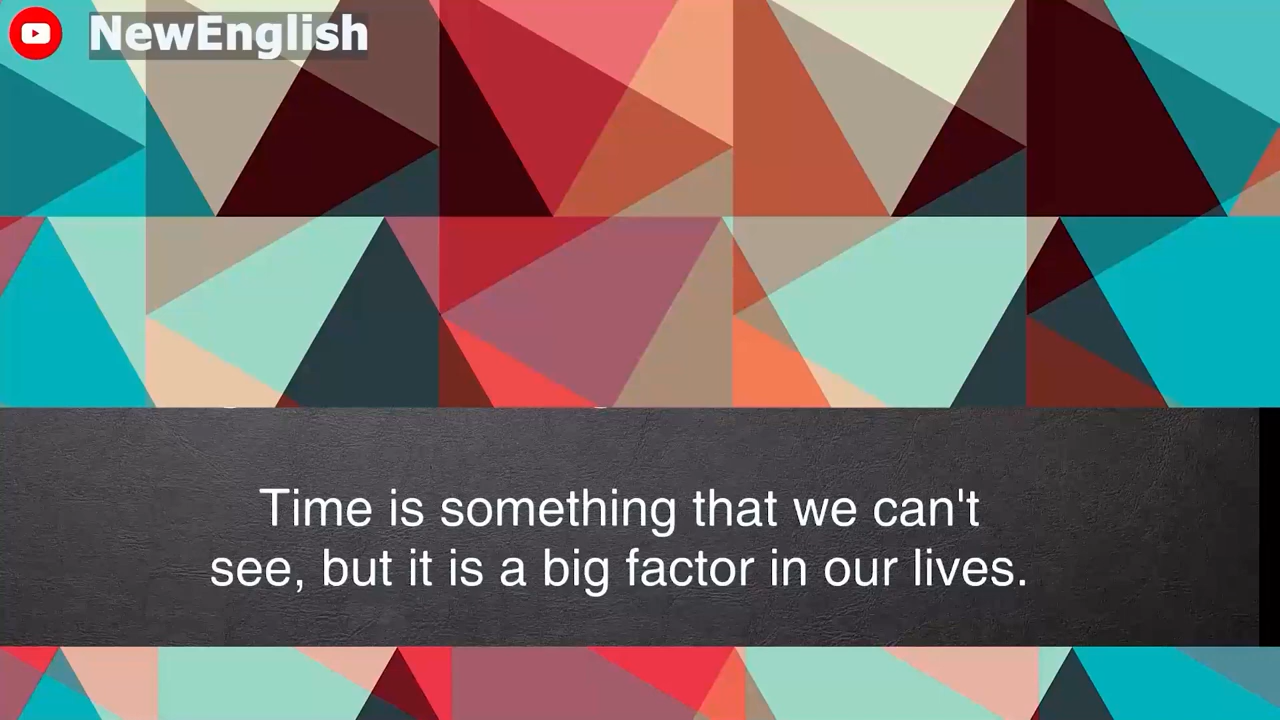 NewEnglish
Time is something that we can't
see, but it is a big factor in our lives.